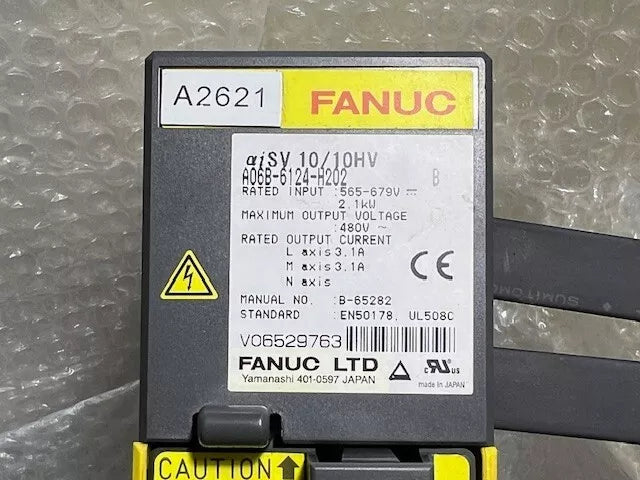 A2621
FANUC
αiSV 10/10HV
A06B-6124-H202 B
RATED INPUT :565-679V ⎓
2.1kW
MAXIMUM OUTPUT VOLTAGE
:480V ~
RATED OUTPUT CURRENT
L axis 3.1A
M axis 3.1A
N axis
CE
MANUAL NO. :B-65282
STANDARD :EN50178, UL508C
V06529763
FANUC LTD
Yamanashi 401-0597 JAPAN
c RU us
made in JAPAN
CAUTION